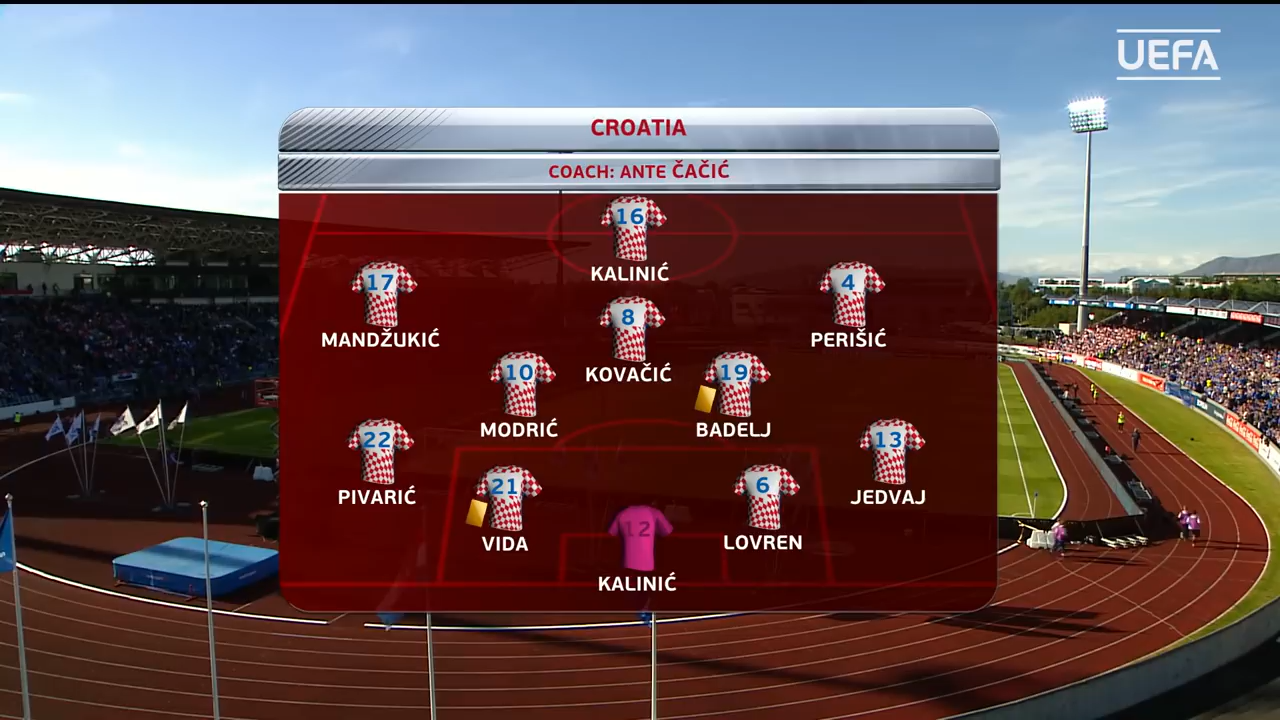 UEFA
CROATIA
COACH: ANTE ČAČIĆ
16
KALINIĆ
17
MANDŽUKIĆ
4
PERIŠIĆ
8
KOVAČIĆ
10
MODRIĆ
19
BADELJ
22
PIVARIĆ
13
JEDVAJ
21
VIDA
6
LOVREN
12
KALINIĆ